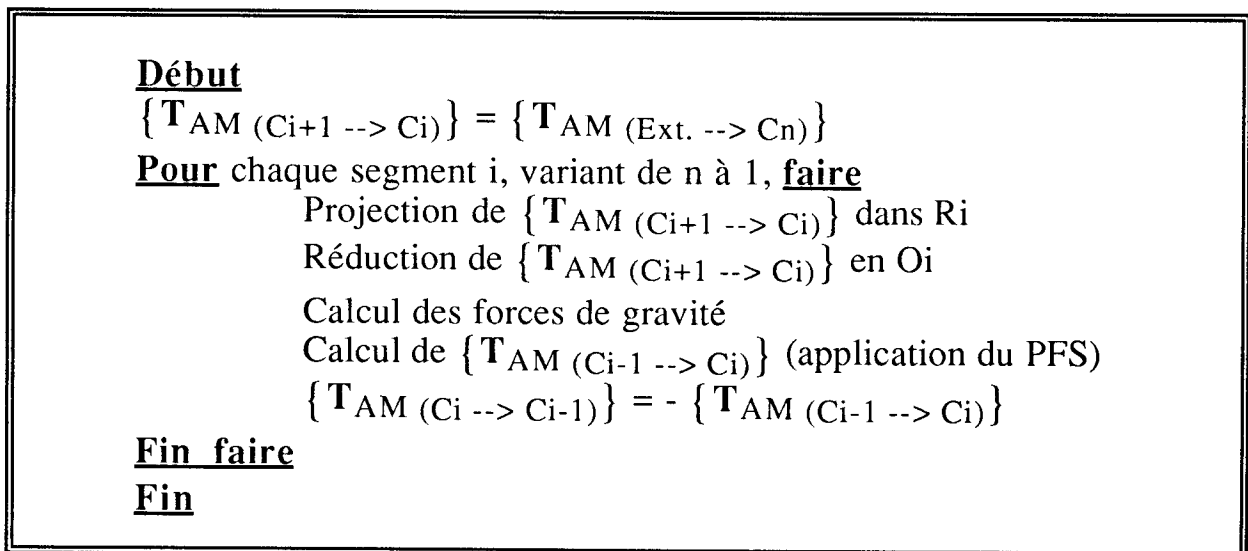 Début
{TAM (Ci+1 --> Ci)} = {TAM (Ext. --> Cn)}
Pour chaque segment i, variant de n à 1, faire
Projection de {TAM (Ci+1 --> Ci)} dans Ri
Réduction de {TAM (Ci+1 --> Ci)} en Oi
Calcul des forces de gravité
Calcul de {TAM (Ci-1 --> Ci)} (application du PFS)
{TAM (Ci --> Ci-1)} = - {TAM (Ci-1 --> Ci)}
Fin faire
Fin